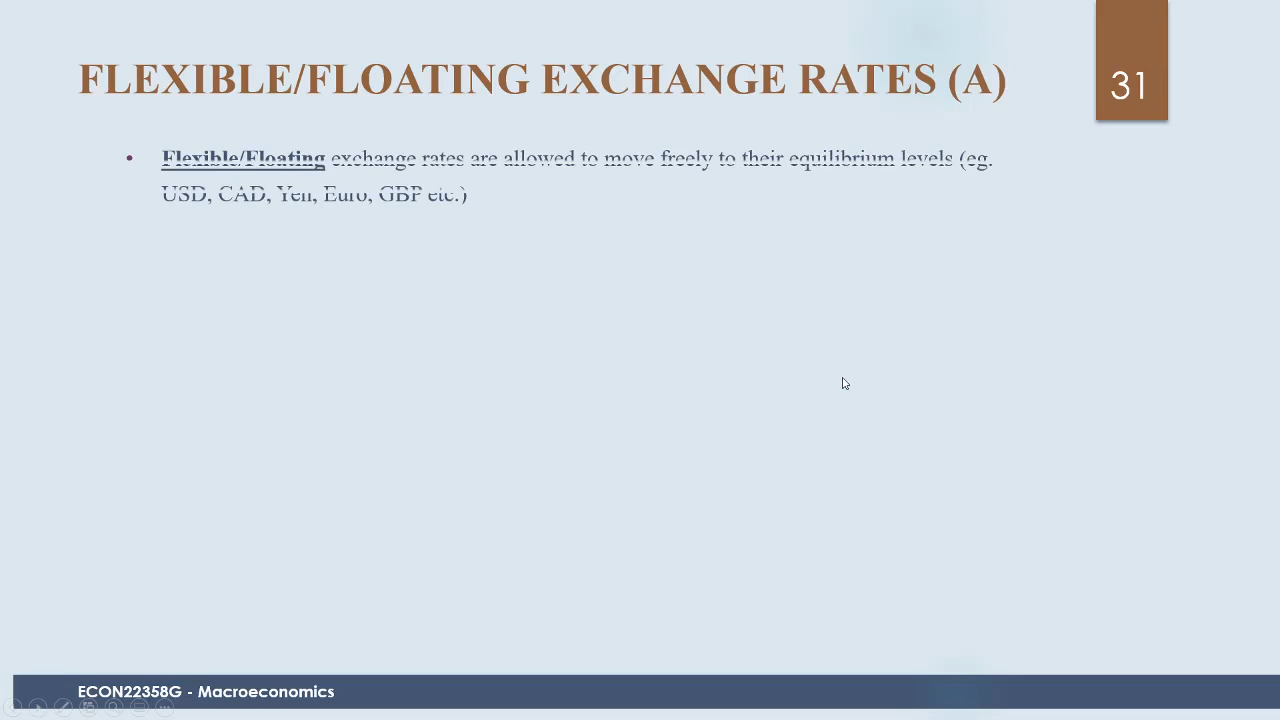 FLEXIBLE/FLOATING EXCHANGE RATES (A)
31
• Flexible/Floating exchange rates are allowed to move freely to their equilibrium levels (eg.
USD, CAD, Yen, Euro, GBP etc.)
ECON22358G - Macroeconomics